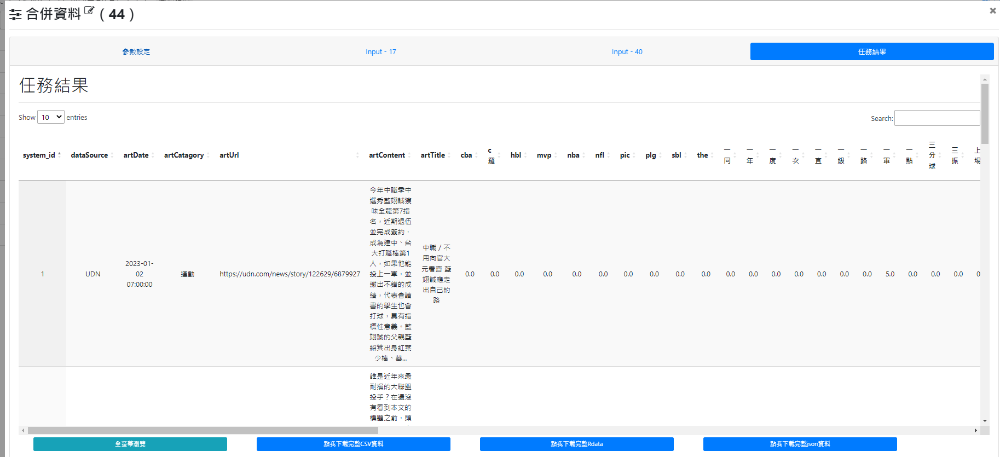 合併資料 ( 44 )
參數設定 Input - 17 Input - 40 任務結果
任務結果
Show 10 entries
Search:
system_id dataSource artDate artCatagory artUrl artContent artTitle cba c羅 hbl mvp nba nfl pic plg sbl the 一同 一年 一度 一次 一直 一級 一路 一軍 一點 三分球 三振 上場
今年中職季中
選秀藍翊誠獲
味全龍第7指
名，近期退伍
並完成簽約，
成為建中、台
大打職棒第1
人，如果他能
投上一軍，並
繳出不錯的成
績，代表會讀
書的學生也會
打球，具有指
標性意義。藍
翊誠的父親藍
紹箕出身紅葉
少棒、華...
中職／不
用向官大
元看齊 藍
翊誠應走
出自己的
路
2023-01-
02
07:00:00
1 UDN 運動 https://udn.com/news/story/122629/6879927 0.0 0.0 0.0 0.0 0.0 0.0 0.0 0.0 0.0 0.0 0.0 0.0 0.0 0.0 0.0 0.0 0.0 5.0 0.0 0.0 0.0 0
誰是近年來最
耐操的大聯盟
投手？在還沒
有看到本文的
標題之前，頭
全螢幕瀏覽 點我下載完整CSV資料 點我下載完整Rdata 點我下載完整json資料